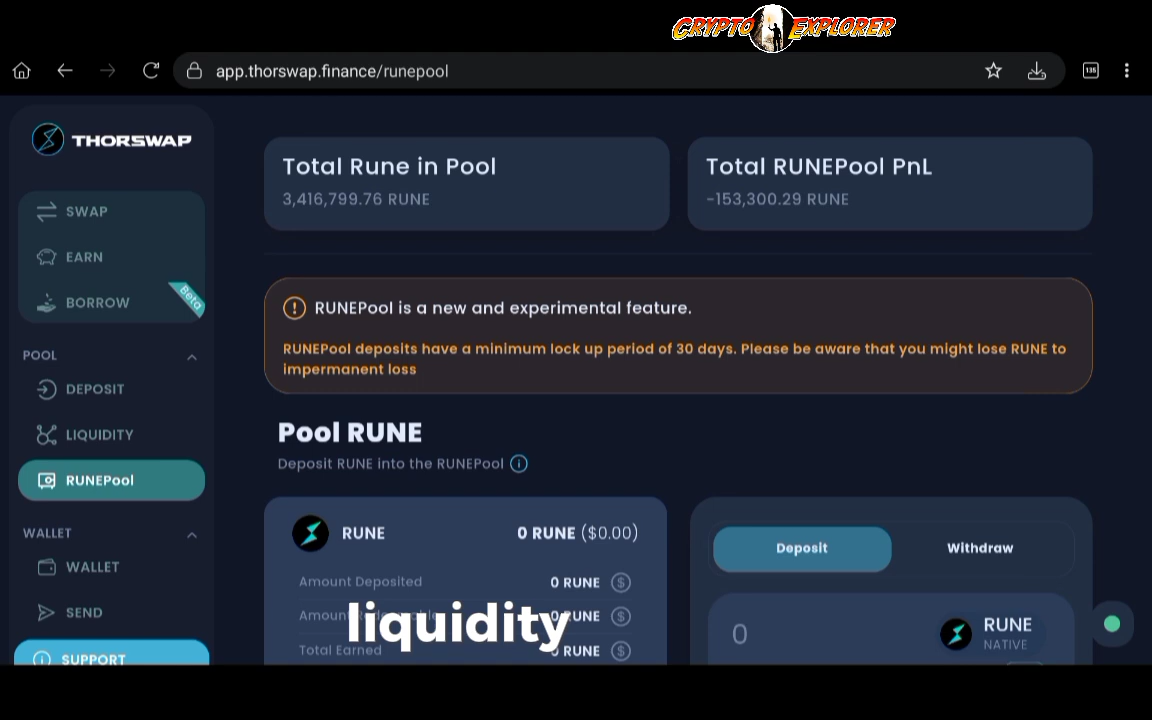 CRYPTO EXPLORER
app.thorswap.finance/runepool
135
THORSWAP
SWAP
EARN
BORROW
Beta
POOL
DEPOSIT
LIQUIDITY
RUNEPool
WALLET
WALLET
SEND
SUPPORT
Total Rune in Pool
3,416,799.76 RUNE
Total RUNEPool PnL
-153,300.29 RUNE
RUNEPool is a new and experimental feature.
RUNEPool deposits have a minimum lock up period of 30 days. Please be aware that you might lose RUNE to
impermanent loss
Pool RUNE
Deposit RUNE into the RUNEPool
RUNE
0 RUNE ($0.00)
Amount Deposited
0 RUNE
Amount
0 RUNE
Total Earned
0 RUNE
liquidity
Deposit
Withdraw
0
RUNE
NATIVE